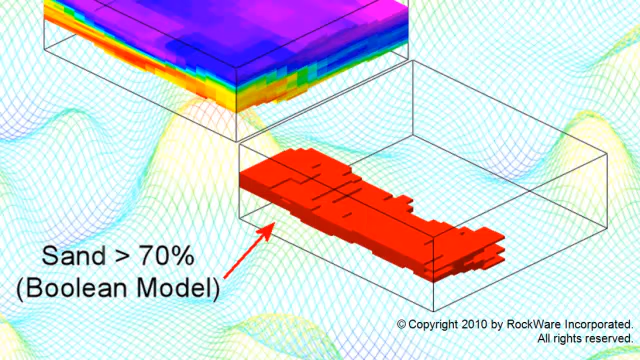 Sand > 70%
(Boolean Model)
© Copyright 2010 by RockWare Incorporated.
All rights reserved.